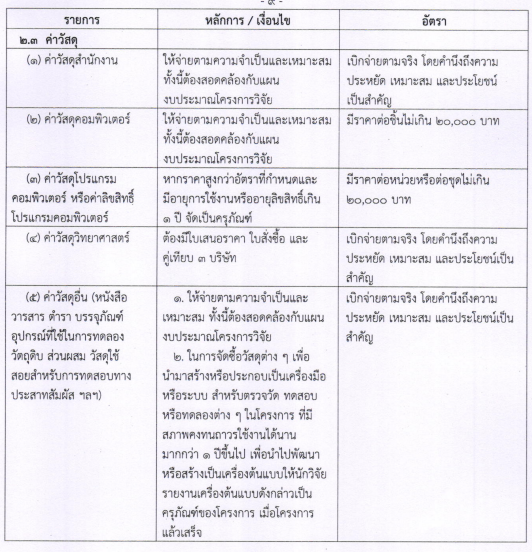 - ๙ -
รายการ
หลักการ / เงื่อนไข
อัตรา
๒.๓ ค่าวัสดุ
(๑) ค่าวัสดุสำนักงาน
ให้จ่ายตามความจำเป็นและเหมาะสม
ทั้งนี้ต้องสอดคล้องกับแผน
งบประมาณโครงการวิจัย
เบิกจ่ายตามจริง โดยคำนึงถึงความ
ประหยัด เหมาะสม และประโยชน์
เป็นสำคัญ
(๒) ค่าวัสดุคอมพิวเตอร์
ให้จ่ายตามความจำเป็นและเหมาะสม
ทั้งนี้ต้องสอดคล้องกับแผน
งบประมาณโครงการวิจัย
มีราคาต่อชิ้นไม่เกิน ๒๐,๐๐๐ บาท
(๓) ค่าวัสดุโปรแกรม
คอมพิวเตอร์ หรือค่าลิขสิทธิ์
โปรแกรมคอมพิวเตอร์
หากราคาสูงกว่าอัตราที่กำหนดและ
มีอายุการใช้งานหรืออายุลิขสิทธิ์เกิน
๑ ปี จัดเป็นครุภัณฑ์
มีราคาต่อหน่วยหรือต่อชุดไม่เกิน
๒๐,๐๐๐ บาท
(๔) ค่าวัสดุวิทยาศาสตร์
ต้องมีใบเสนอราคา ใบสั่งซื้อ และ
คู่เทียบ ๓ บริษัท
เบิกจ่ายตามจริง โดยคำนึงถึงความ
ประหยัด เหมาะสม และประโยชน์เป็น
สำคัญ
(๕) ค่าวัสดุอื่น (หนังสือ
วารสาร ตำรา บรรจุภัณฑ์
อุปกรณ์ที่ใช้ในการทดลอง
วัตถุดิบ ส่วนผสม วัสดุใช้
สอยสำหรับการทดสอบทาง
ประสาทสัมผัส ฯลฯ)
๑. ให้จ่ายตามความจำเป็นและ
เหมาะสม ทั้งนี้ต้องสอดคล้องกับแผน
งบประมาณโครงการวิจัย
๒. ในการจัดซื้อวัสดุต่าง ๆ เพื่อ
นำมาสร้างหรือประกอบเป็นเครื่องมือ
หรือระบบ สำหรับตรวจวัด ทดสอบ
หรือทดลองต่าง ๆ ในโครงการ ที่มี
สภาพคงทนถาวรใช้งานได้นาน
มากกว่า ๑ ปีขึ้นไป เพื่อนำไปพัฒนา
หรือสร้างเป็นเครื่องต้นแบบให้นักวิจัย
รายงานเครื่องต้นแบบดังกล่าวเป็น
ครุภัณฑ์ของโครงการ เมื่อโครงการ
แล้วเสร็จ
เบิกจ่ายตามจริง โดยคำนึงถึงความ
ประหยัด เหมาะสม และประโยชน์เป็น
สำคัญ